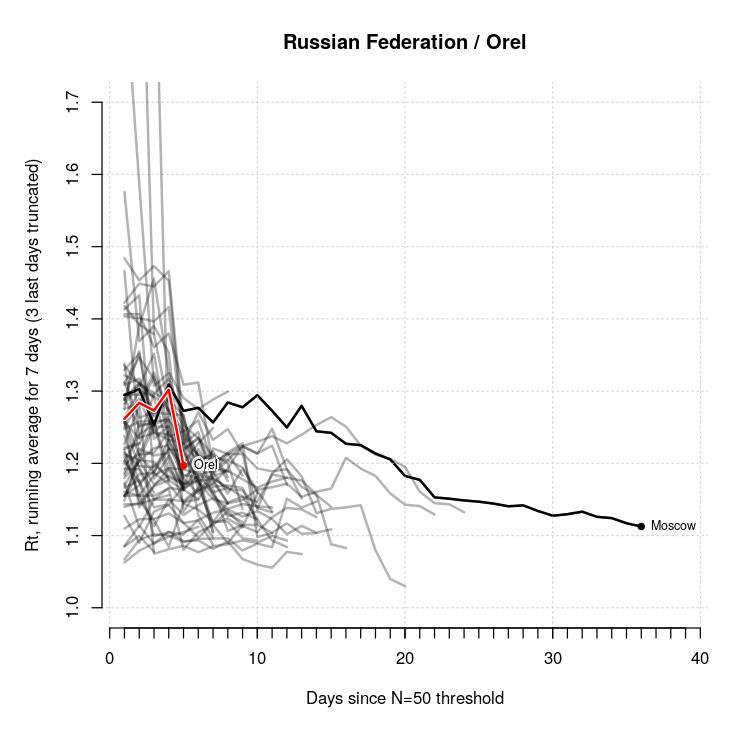 Russian Federation / Orel
Rt, running average for 7 days (3 last days truncated)
1.7
1.6
1.5
1.4
1.3
1.2
1.1
1.0
Orel
Moscow
0
10
20
30
40
Days since N=50 threshold